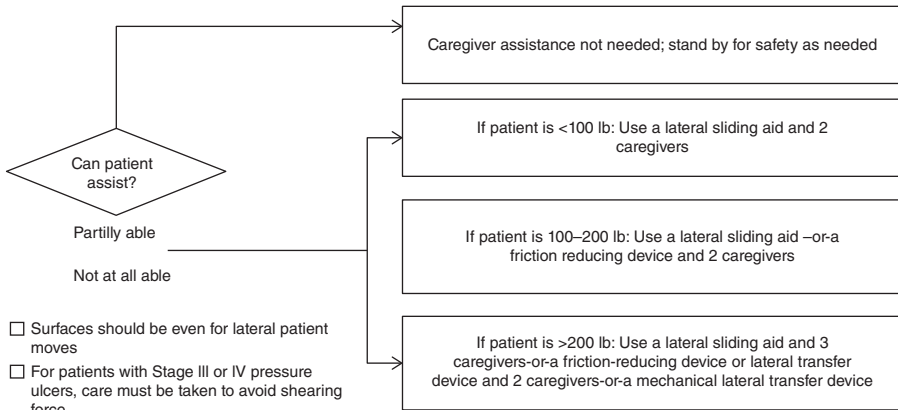 Caregiver assistance not needed; stand by for safety as needed
If patient is <100 lb: Use a lateral sliding aid and 2
caregivers
Can patient
assist?
Partilly able
Not at all able
If patient is 100–200 lb: Use a lateral sliding aid –or-a
friction reducing device and 2 caregivers
If patient is >200 lb: Use a lateral sliding aid and 3
caregivers-or-a friction-reducing device or lateral transfer
device and 2 caregivers-or-a mechanical lateral transfer device
Surfaces should be even for lateral patient
moves
For patients with Stage III or IV pressure
ulcers, care must be taken to avoid shearing
force